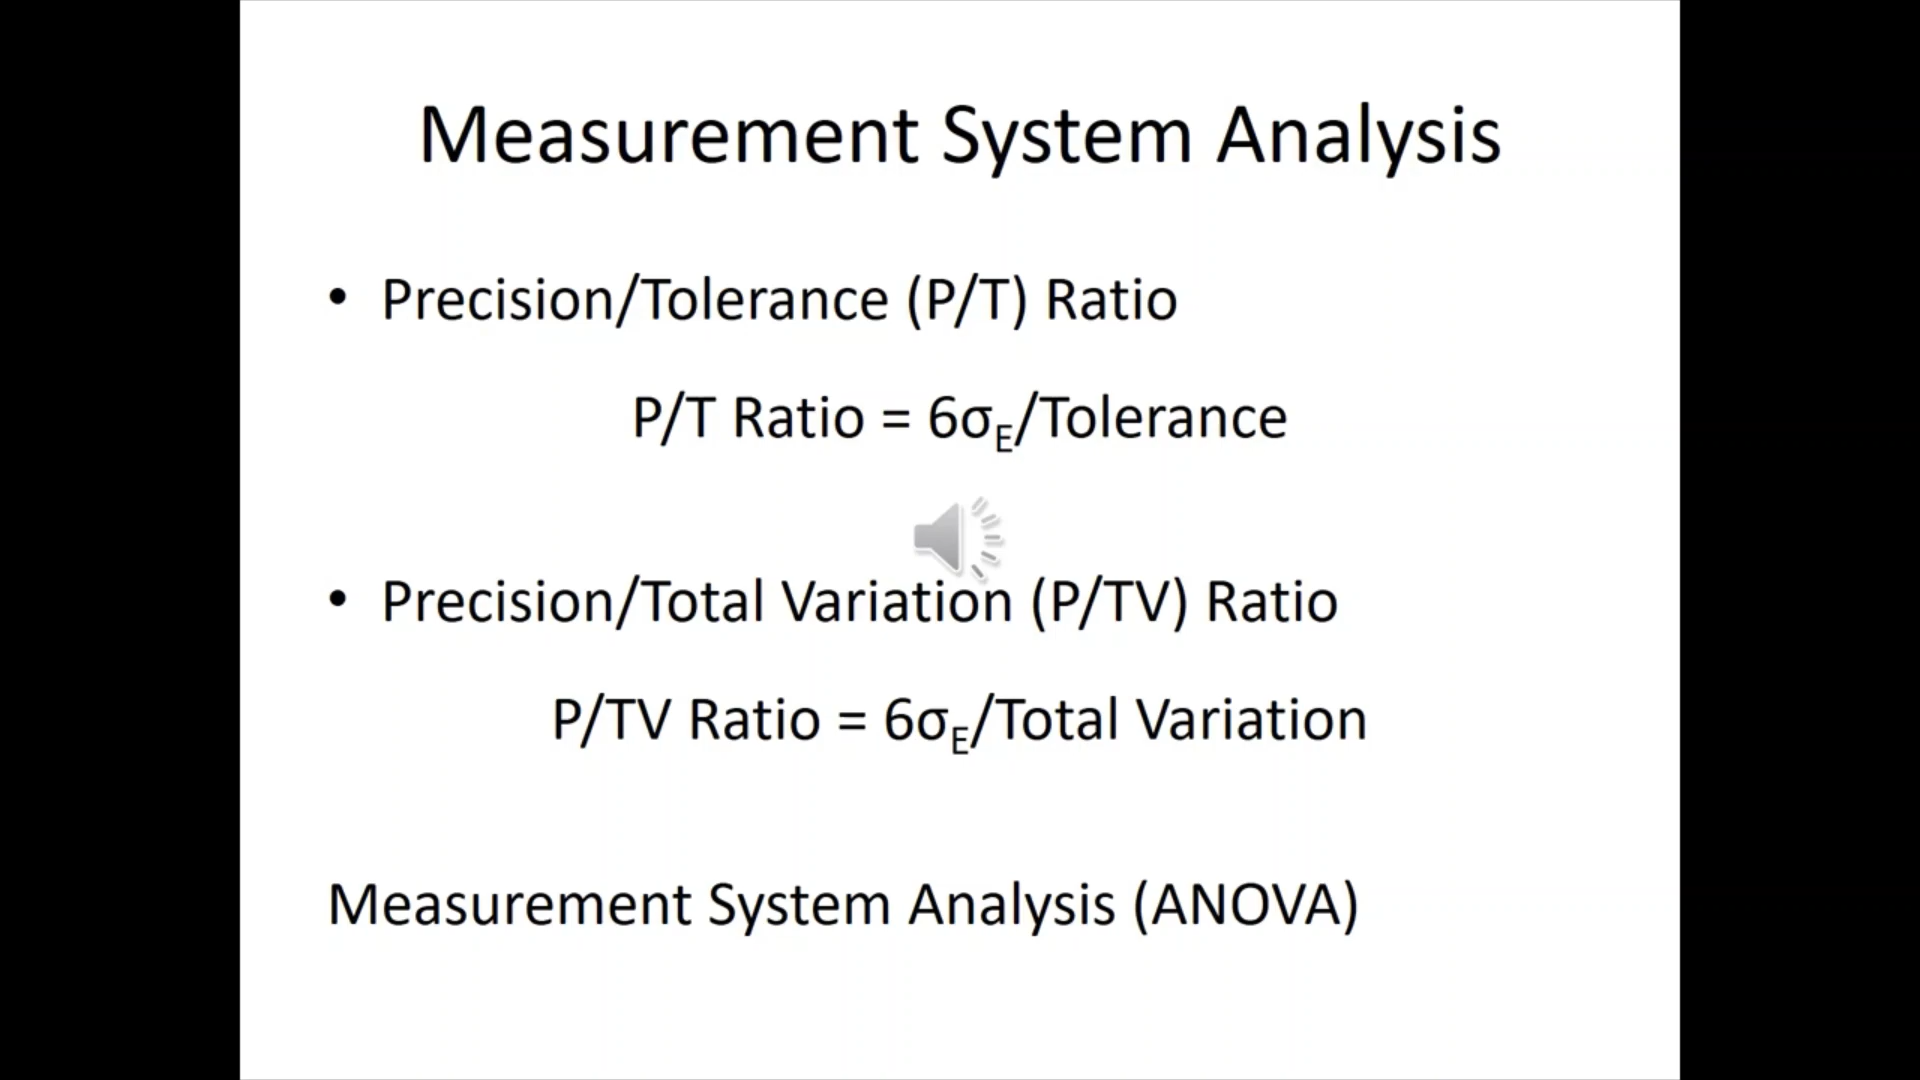 Measurement System Analysis
• Precision/Tolerance (P/T) Ratio
P/T Ratio = 6σE/Tolerance
• Precision/Total Variation (P/TV) Ratio
P/TV Ratio = 6σE/Total Variation
Measurement System Analysis (ANOVA)